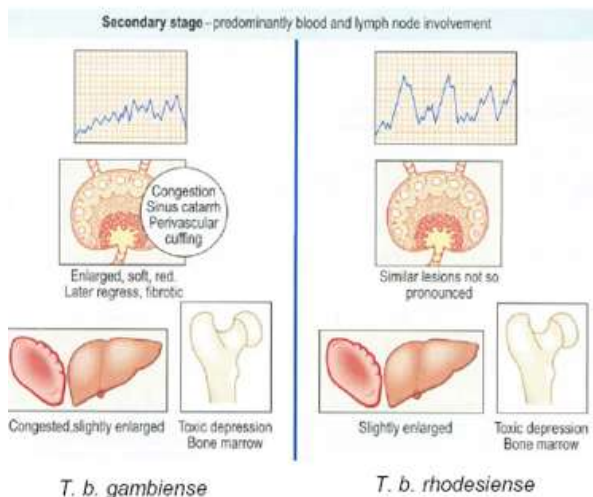 Secondary stage – predominantly blood and lymph node involvement
Congestion
Sinus catarrh
Perivascular
cuffing
Enlarged, soft, red.
Later regress, fibrotic
Congested,slightly enlarged
Toxic depression
Bone marrow
T. b. gambiense
Similar lesions not so
pronounced
Slightly enlarged
Toxic depression
Bone marrow
T. b. rhodesiense